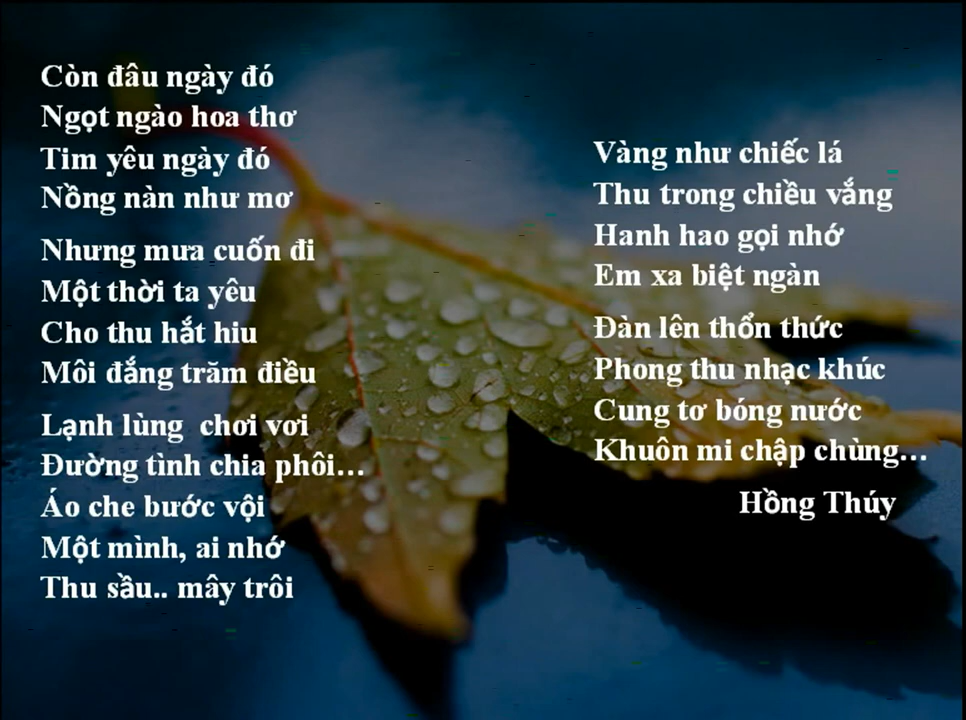 Còn đâu ngày đó
Ngọt ngào hoa thơ
Tim yêu ngày đó
Nồng nàn như mơ
Nhưng mưa cuốn đi
Một thời ta yêu
Cho thu hắt hiu
Môi đắng trăm điều
Lạnh lùng chơi vơi
Đường tình chia phôi...
Áo che bước vội
Một mình, ai nhớ
Thu sầu.. mây trôi
Vàng như chiếc lá
Thu trong chiều vắng
Hanh hao gọi nhớ
Em xa biệt ngàn
Đàn lên thổn thức
Phong thu nhạc khúc
Cung tơ bóng nước
Khuôn mi chập chùng...
Hồng Thúy